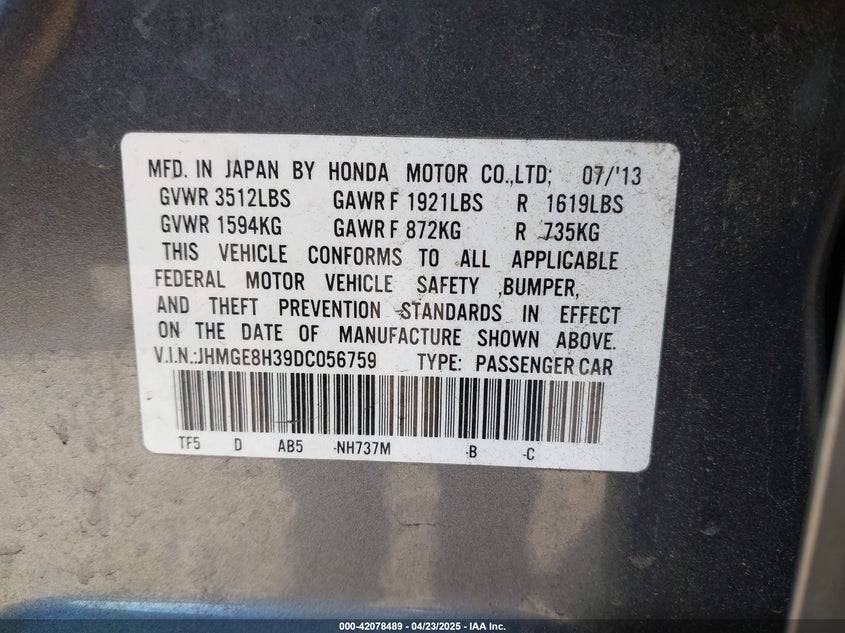 MFD. IN JAPAN BY HONDA MOTOR CO.,LTD; 07/'13
GVWR 3512LBS GAWR F 1921LBS R 1619LBS
GVWR 1594KG GAWR F 872KG R 735KG
THIS VEHICLE CONFORMS TO ALL APPLICABLE
FEDERAL MOTOR VEHICLE SAFETY ,BUMPER,
AND THEFT PREVENTION STANDARDS IN EFFECT
ON THE DATE OF MANUFACTURE SHOWN ABOVE.
V.I.N.:JHMGE8H39DC056759 TYPE: PASSENGER CAR
TF5 D AB5 -NH737M -B -C
000-42078489 - 04/23/2025 - IAA Inc.